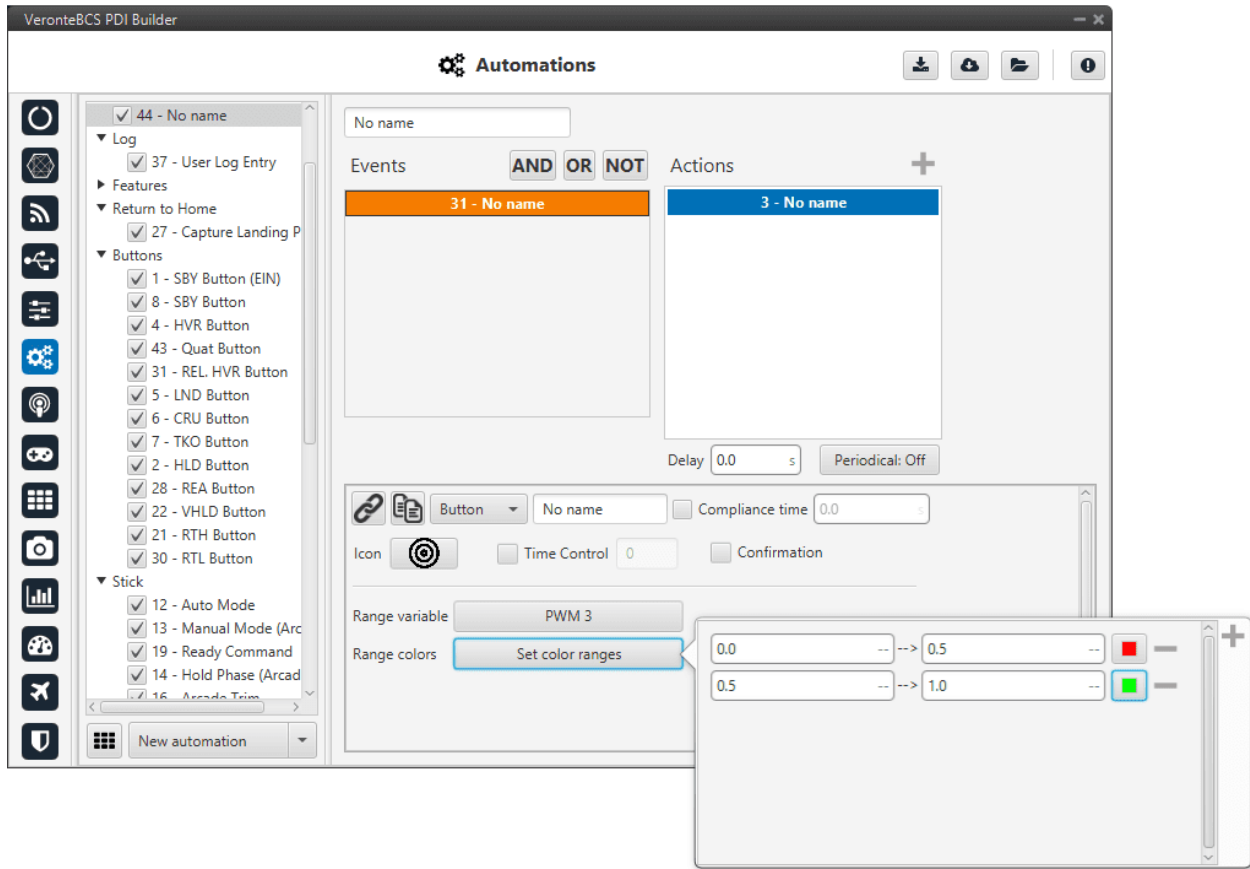 VeronteBCS PDI Builder
Automations
44 - No name
Log
37 - User Log Entry
Features
Return to Home
27 - Capture Landing P
Buttons
1 - SBY Button (EIN)
8 - SBY Button
4 - HVR Button
43 - Quat Button
31 - REL. HVR Button
5 - LND Button
6 - CRU Button
7 - TKO Button
2 - HLD Button
28 - REA Button
22 - VHLD Button
21 - RTH Button
30 - RTL Button
Stick
12 - Auto Mode
13 - Manual Mode (Arc
19 - Ready Command
14 - Hold Phase (Arcad
16 - Arcade Trim
New automation
No name
Events AND OR NOT
31 - No name
Actions
3 - No name
Delay 0.0 s Periodical: Off
Button No name Compliance time 0.0 s
Icon Time Control 0 Confirmation
Range variable PWM 3
Range colors Set color ranges
0.0 -- --> 0.5 --
0.5 -- --> 1.0 --